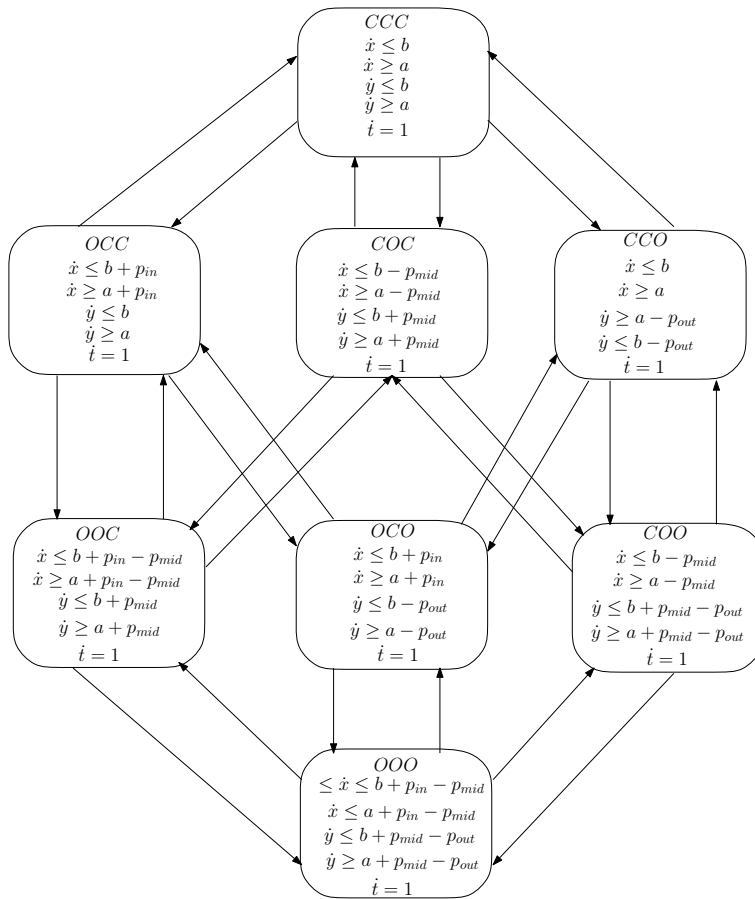 CCC
ẋ ≤ b
ẋ ≥ a
ẏ ≤ b
ẏ ≥ a
ṫ = 1
OCC
ẋ ≤ b + p_in
ẋ ≥ a + p_in
ẏ ≤ b
ẏ ≥ a
ṫ = 1
COC
ẋ ≤ b − p_mid
ẋ ≥ a − p_mid
ẏ ≤ b + p_mid
ẏ ≥ a + p_mid
ṫ = 1
CCO
ẋ ≤ b
ẋ ≥ a
ẏ ≥ a − p_out
ẏ ≤ b − p_out
ṫ = 1
OOC
ẋ ≤ b + p_in − p_mid
ẋ ≥ a + p_in − p_mid
ẏ ≤ b + p_mid
ẏ ≥ a + p_mid
ṫ = 1
OCO
ẋ ≤ b + p_in
ẋ ≥ a + p_in
ẏ ≤ b − p_out
ẏ ≥ a − p_out
ṫ = 1
COO
ẋ ≤ b − p_mid
ẋ ≥ a − p_mid
ẏ ≤ b + p_mid − p_out
ẏ ≥ a + p_mid − p_out
ṫ = 1
OOO
≤ ẋ ≤ b + p_in − p_mid
ẋ ≤ a + p_in − p_mid
ẏ ≤ b + p_mid − p_out
ẏ ≥ a + p_mid − p_out
ṫ = 1